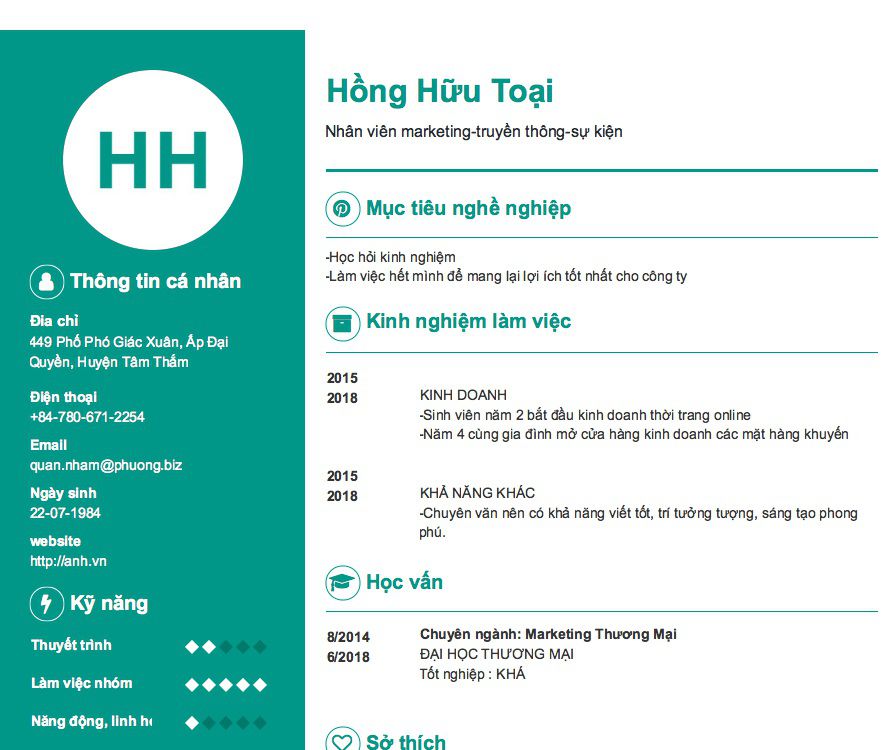 HH
Thông tin cá nhân
Địa chỉ
449 Phố Phó Giác Xuân, Ấp Đại
Quyền, Huyện Tâm Thắm
Điện thoại
+84-780-671-2254
Email
quan.nham@phuong.biz
Ngày sinh
22-07-1984
website
http://anh.vn
Kỹ năng
Thuyết trình
Làm việc nhóm
Năng động, linh
Hồng Hữu Toại
Nhân viên marketing-truyền thông-sự kiện
Mục tiêu nghề nghiệp
-Học hỏi kinh nghiệm
-Làm việc hết mình để mang lại lợi ích tốt nhất cho công ty
Kinh nghiệm làm việc
2015
2018
KINH DOANH
-Sinh viên năm 2 bắt đầu kinh doanh thời trang online
-Năm 4 cùng gia đình mở cửa hàng kinh doanh các mặt hàng khuyến
2015
2018
KHẢ NĂNG KHÁC
-Chuyên văn nên có khả năng viết tốt, trí tưởng tượng, sáng tạo phong
phú.
Học vấn
8/2014
6/2018
Chuyên ngành: Marketing Thương Mại
ĐẠI HỌC THƯƠNG MẠI
Tốt nghiệp : KHÁ
Sở thích